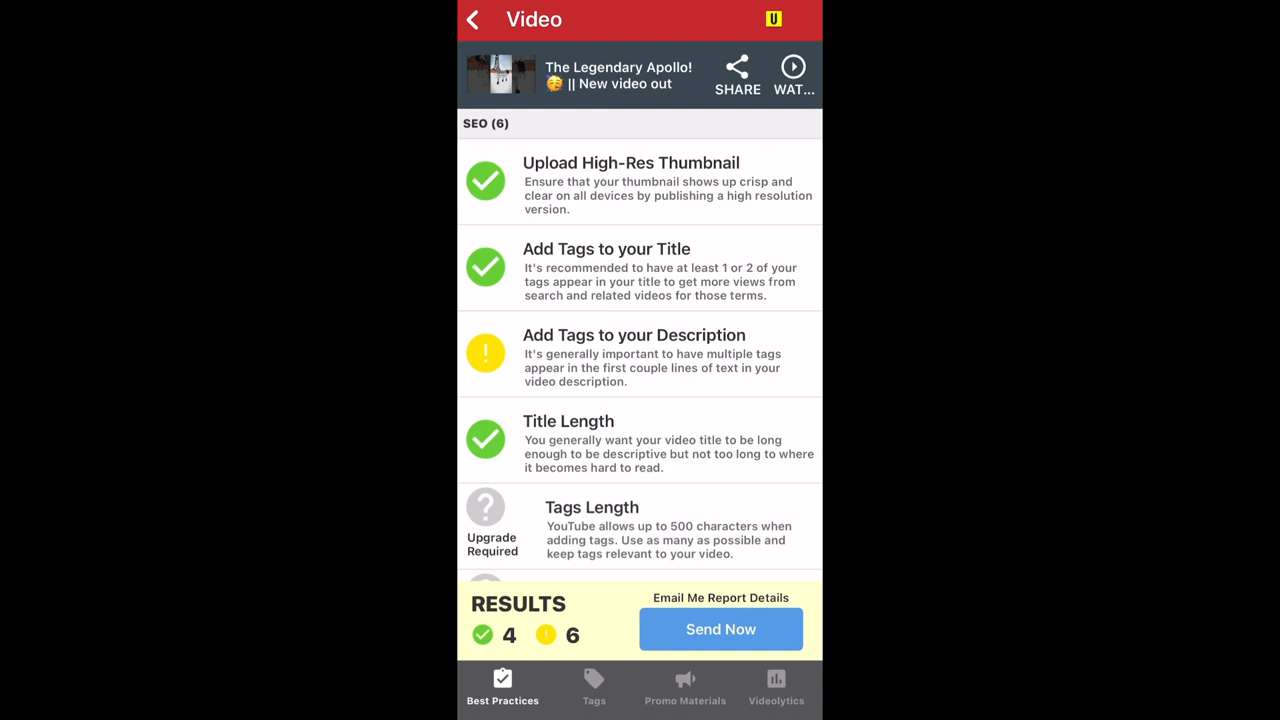 Video
U
The Legendary Apollo!
🥳 || New video out
SHARE
WAT...
SEO (6)
Upload High-Res Thumbnail
Ensure that your thumbnail shows up crisp and
clear on all devices by publishing a high resolution
version.
Add Tags to your Title
It's recommended to have at least 1 or 2 of your
tags appear in your title to get more views from
search and related videos for those terms.
Add Tags to your Description
It's generally important to have multiple tags
appear in the first couple lines of text in your
video description.
Title Length
You generally want your video title to be long
enough to be descriptive but not too long to where
it becomes hard to read.
Upgrade
Required
Tags Length
YouTube allows up to 500 characters when
adding tags. Use as many as possible and
keep tags relevant to your video.
RESULTS
4
6
Email Me Report Details
Send Now
Best Practices
Tags
Promo Materials
Videolytics